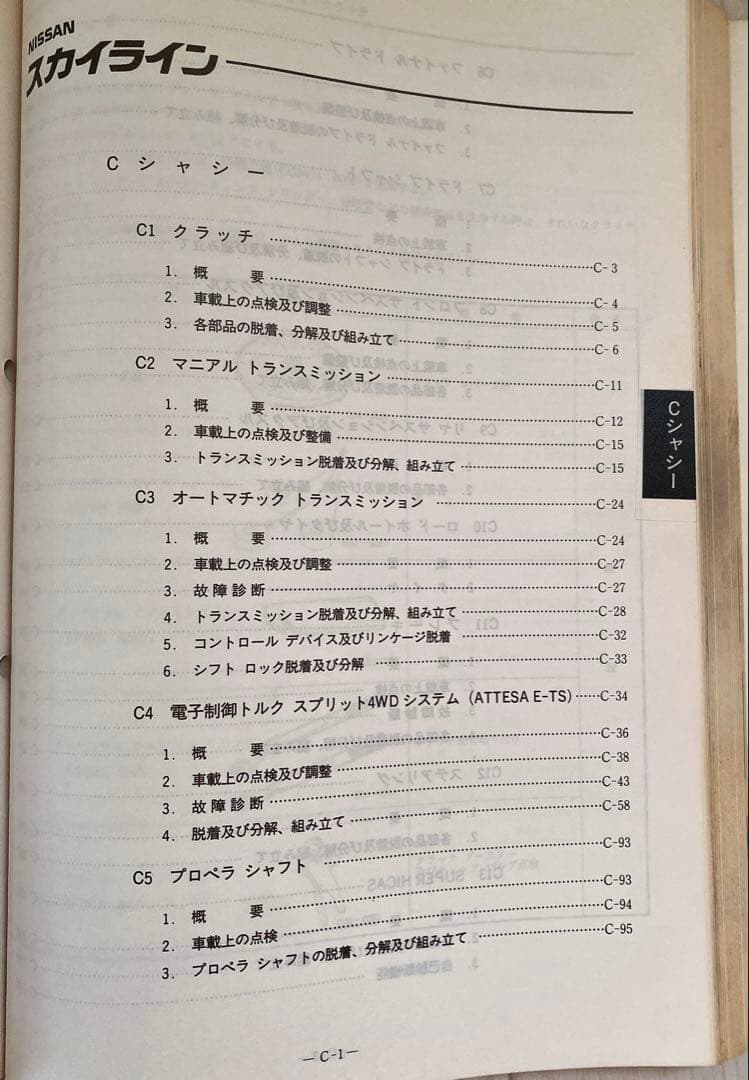 NISSAN
スカイライン
C シャシー
C1 クラッチ ……C-3
1. 概 要 ……C-4
2. 車載上の点検及び調整 ……C-5
3. 各部品の脱着、分解及び組み立て ……C-6
C2 マニアル トランスミッション ……C-11
1. 概 要 ……C-12
2. 車載上の点検及び整備 ……C-15
3. トランスミッション脱着及び分解、組み立て ……C-15
C3 オートマチック トランスミッション ……C-24
1. 概 要 ……C-24
2. 車載上の点検及び調整 ……C-27
3. 故障診断 ……C-27
4. トランスミッション脱着及び分解、組み立て ……C-28
5. コントロール デバイス及びリンケージ脱着 ……C-32
6. シフト ロック脱着及び分解 ……C-33
C4 電子制御トルク スプリット4WDシステム (ATTESA E-TS) ……C-34
1. 概 要 ……C-36
2. 車載上の点検及び調整 ……C-38
3. 故障診断 ……C-43
4. 脱着及び分解、組み立て ……C-58
C5 プロペラ シャフト ……C-93
1. 概 要 ……C-93
2. 車載上の点検 ……C-94
3. プロペラ シャフトの脱着、分解及び組み立て ……C-95
Cシャシー
—C-1—